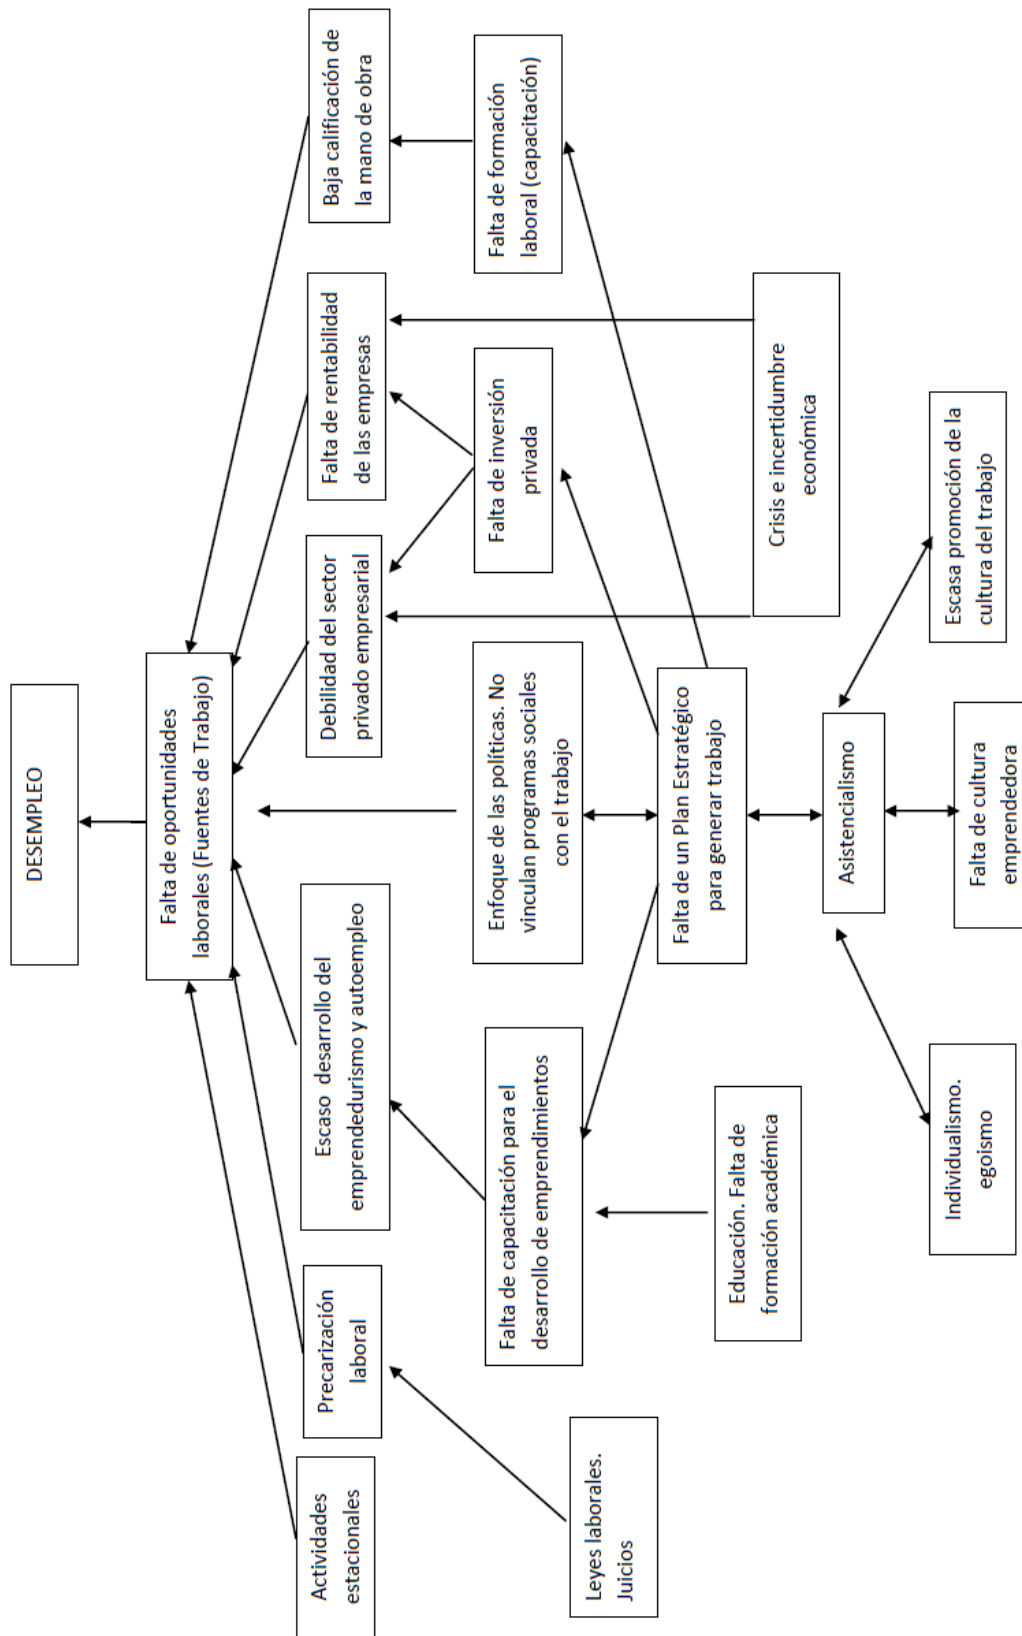 DESEMPLEO
Falta de oportunidades
laborales (Fuentes de Trabajo)
Actividades
estacionales
Precarización
laboral
Escaso desarrollo del
emprendedurismo y autoempleo
Debilidad del sector
privado empresarial
Falta de rentabilidad
de las empresas
Baja calificación de
la mano de obra
Leyes laborales.
Juicios
Falta de capacitación para el
desarrollo de emprendimientos
Enfoque de las políticas. No
vinculan programas sociales
con el trabajo
Falta de inversión
privada
Falta de formación
laboral (capacitación)
Educación. Falta de
formación académica
Falta de un Plan Estratégico
para generar trabajo
Crisis e incertidumbre
económica
Asistencialismo
Individualismo.
egoismo
Falta de cultura
emprendedora
Escasa promoción de la
cultura del trabajo